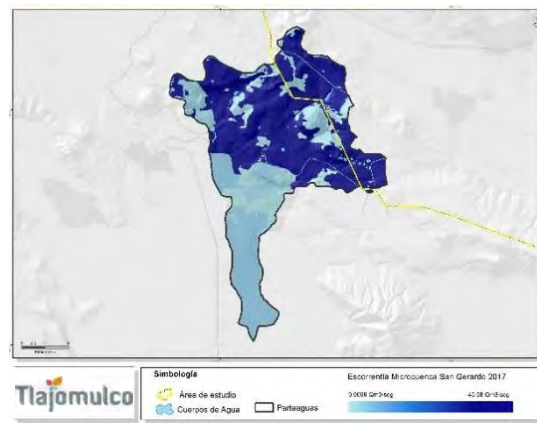 Tlajomulco
Simbología
Área de estudio
Cuerpos de Agua
Parteaguas
Escorrentía Microcuenca San Gerardo 2017